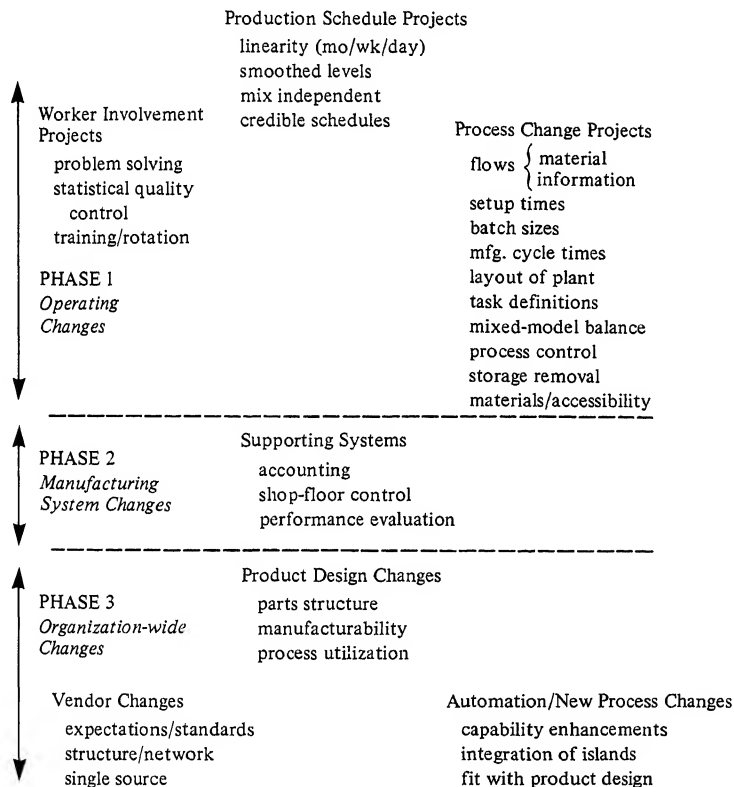 Production Schedule Projects
linearity (mo/wk/day)
smoothed levels
mix independent
credible schedules
Worker Involvement
Projects
problem solving
statistical quality
control
training/rotation
Process Change Projects
flows { material
information
setup times
batch sizes
mfg. cycle times
layout of plant
task definitions
mixed-model balance
process control
storage removal
materials/accessibility
PHASE 1
Operating
Changes
Supporting Systems
accounting
shop-floor control
performance evaluation
PHASE 2
Manufacturing
System Changes
Product Design Changes
parts structure
manufacturability
process utilization
PHASE 3
Organization-wide
Changes
Vendor Changes
expectations/standards
structure/network
single source
Automation/New Process Changes
capability enhancements
integration of islands
fit with product design